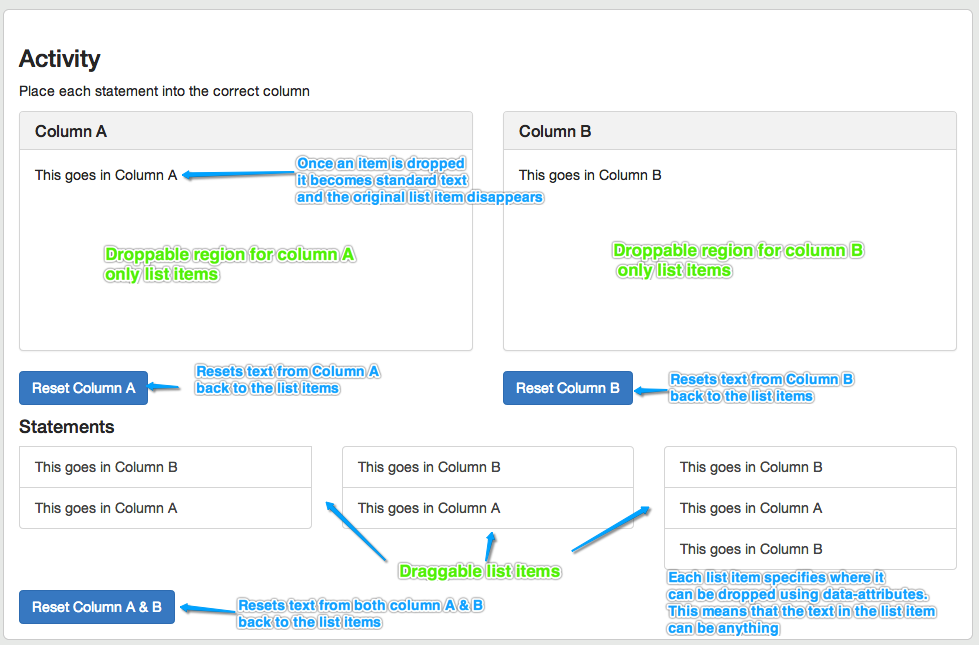 Activity
Place each statement into the correct column
Column A
This goes in Column A
Once an item is dropped
it becomes standard text
and the original list item disappears
Droppable region for column A
only list items
Column B
This goes in Column B
Droppable region for column B
only list items
Reset Column A
Resets text from Column A
back to the list items
Reset Column B
Resets text from Column B
back to the list items
Statements
This goes in Column B
This goes in Column A
This goes in Column B
This goes in Column A
This goes in Column B
This goes in Column A
This goes in Column B
Draggable list items
Each list item specifies where it
can be dropped using data-attributes.
This means that the text in the list item
can be anything
Reset Column A & B
Resets text from both column A & B
back to the list items